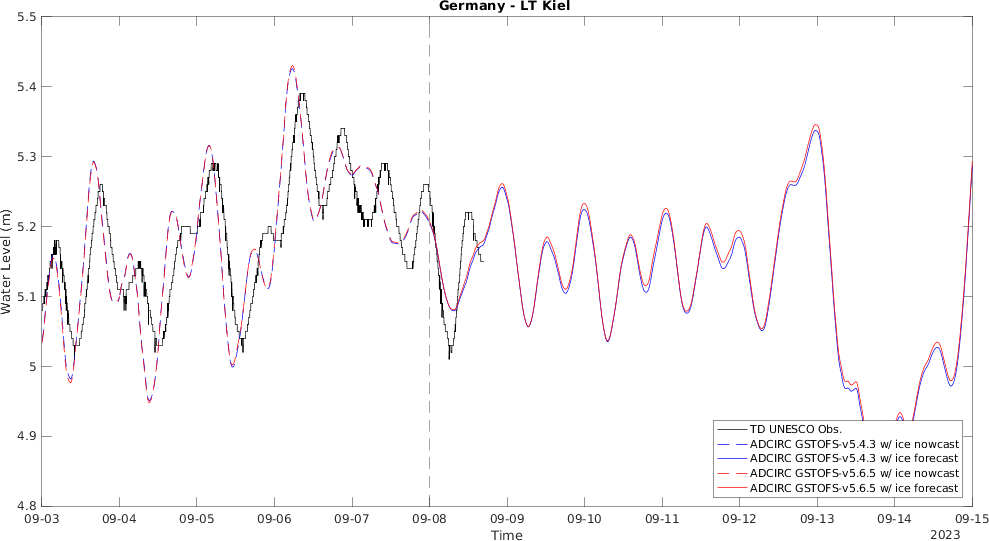 Germany - LT Kiel
5.5
5.4
5.3
5.2
5.1
5
4.9
4.8
Water Level (m)
TD UNESCO Obs.
ADCIRC GSTOFS-v5.4.3 w/ ice nowcast
ADCIRC GSTOFS-v5.4.3 w/ ice forecast
ADCIRC GSTOFS-v5.6.5 w/ ice nowcast
ADCIRC GSTOFS-v5.6.5 w/ ice forecast
09-03 09-04 09-05 09-06 09-07 09-08 09-09 09-10 09-11 09-12 09-13 09-14 09-15
Time
2023